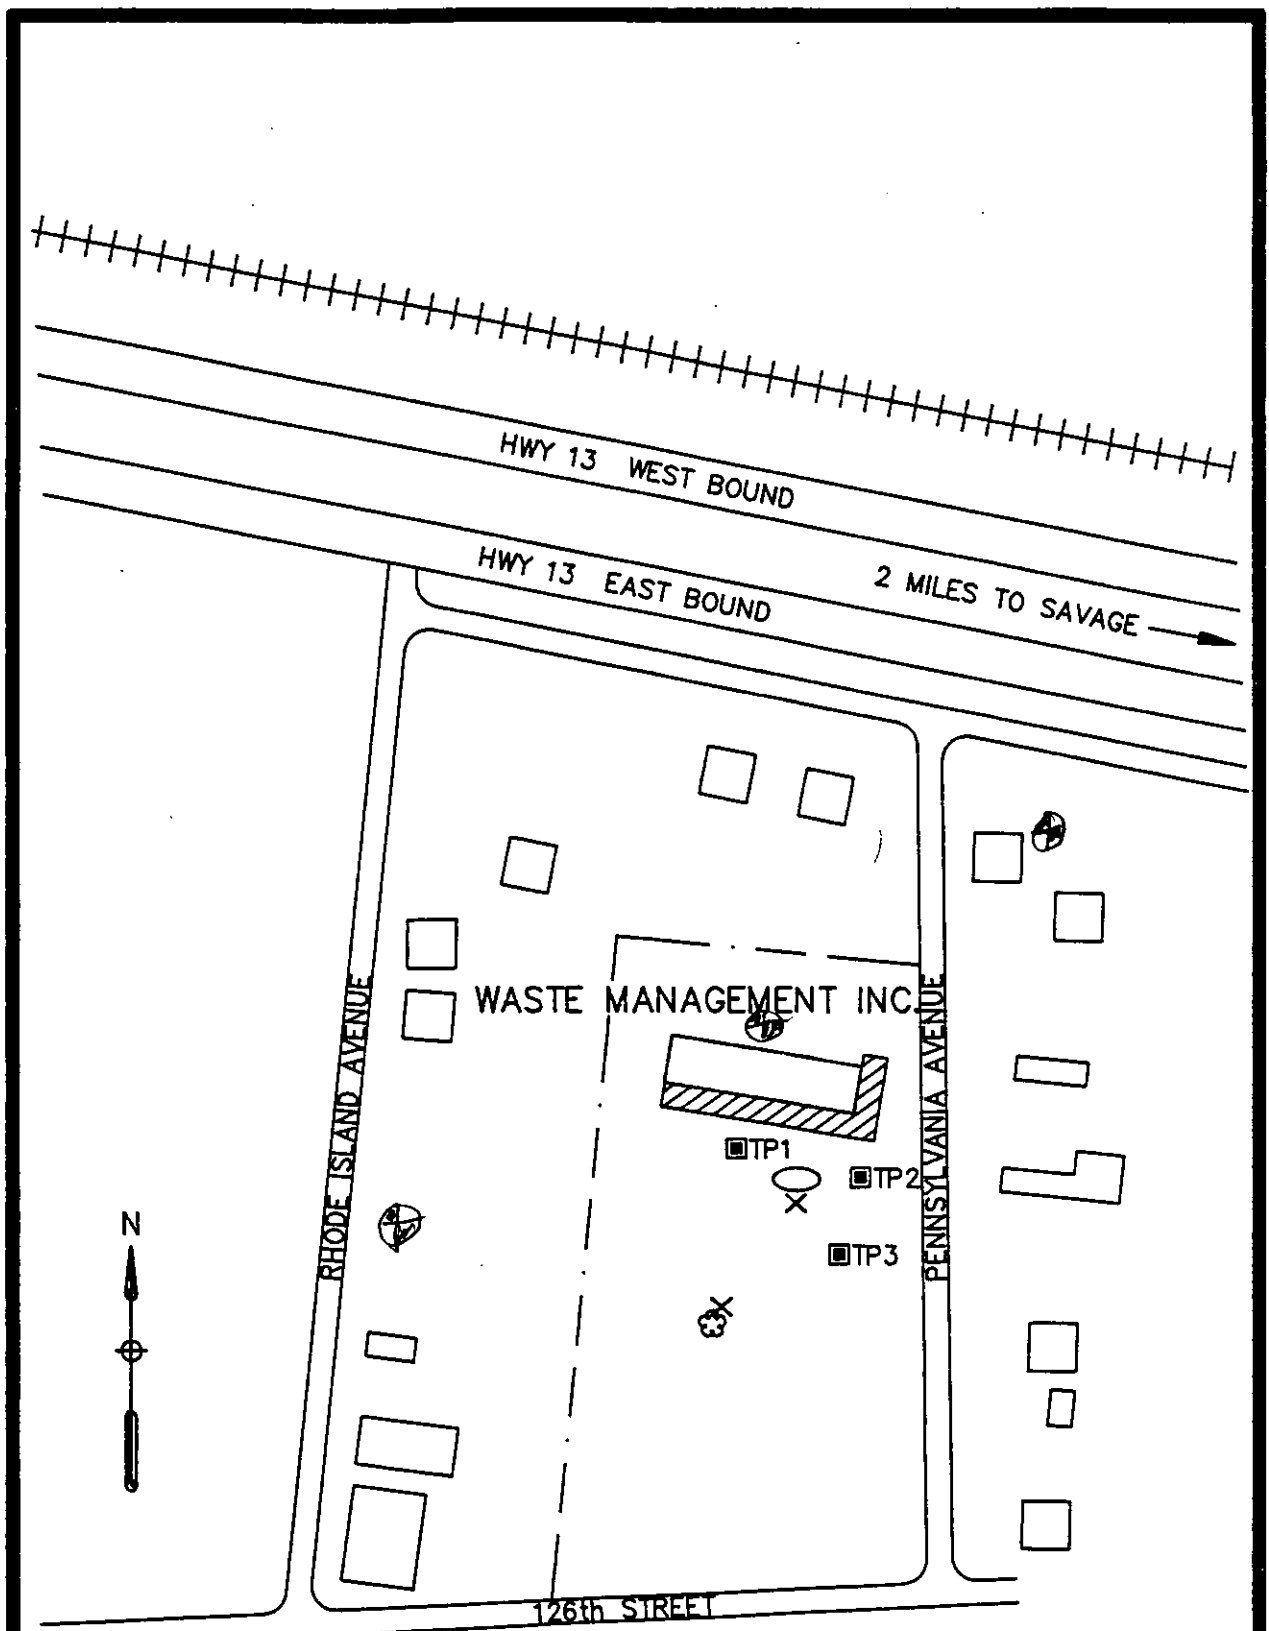 HWY 13 WEST BOUND
HWY 13 EAST BOUND
2 MILES TO SAVAGE
WASTE MANAGEMENT INC.
RHODE ISLAND AVENUE
PENNSYLVANIA AVENUE
TP1
TP2
TP3
N
126th STREET